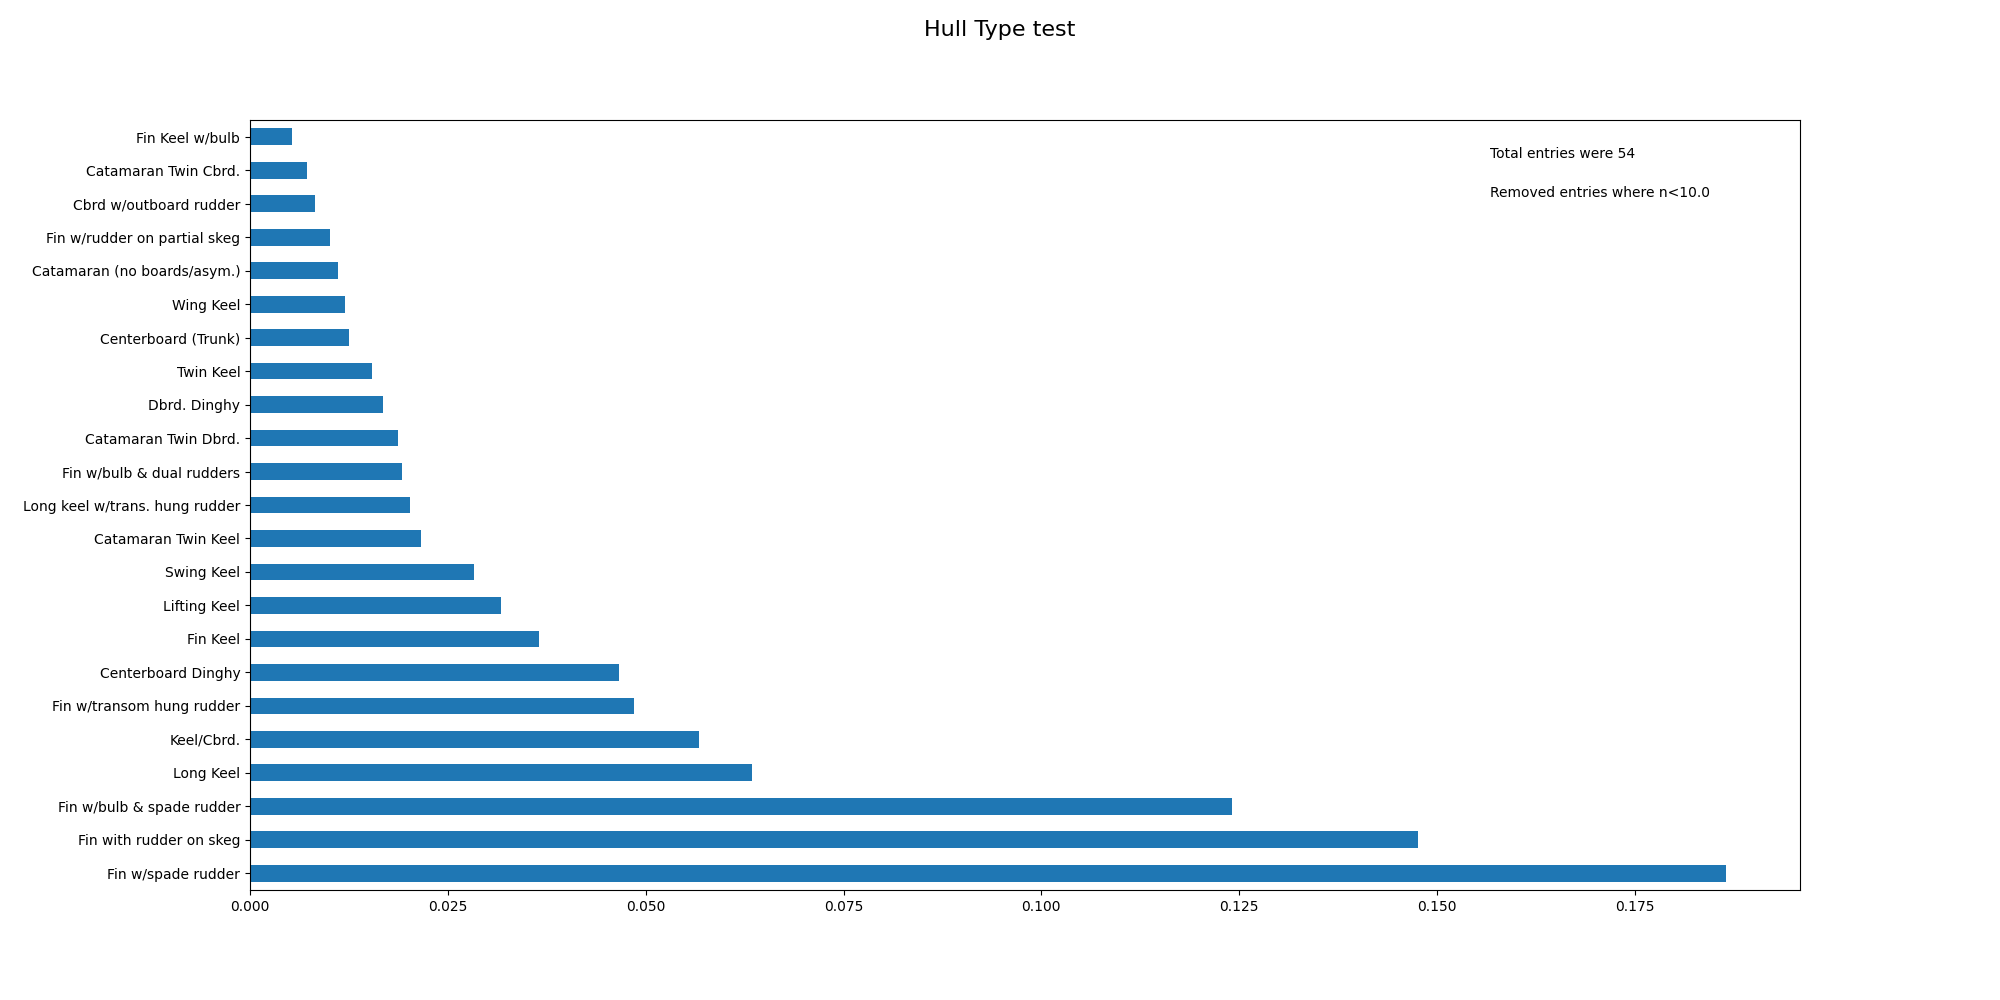 Hull Type test
Total entries were 54
Removed entries where n<10.0
Fin Keel w/bulb
Catamaran Twin Cbrd.
Cbrd w/outboard rudder
Fin w/rudder on partial skeg
Catamaran (no boards/asym.)
Wing Keel
Centerboard (Trunk)
Twin Keel
Dbrd. Dinghy
Catamaran Twin Dbrd.
Fin w/bulb & dual rudders
Long keel w/trans. hung rudder
Catamaran Twin Keel
Swing Keel
Lifting Keel
Fin Keel
Centerboard Dinghy
Fin w/transom hung rudder
Keel/Cbrd.
Long Keel
Fin w/bulb & spade rudder
Fin with rudder on skeg
Fin w/spade rudder
0.000 0.025 0.050 0.075 0.100 0.125 0.150 0.175